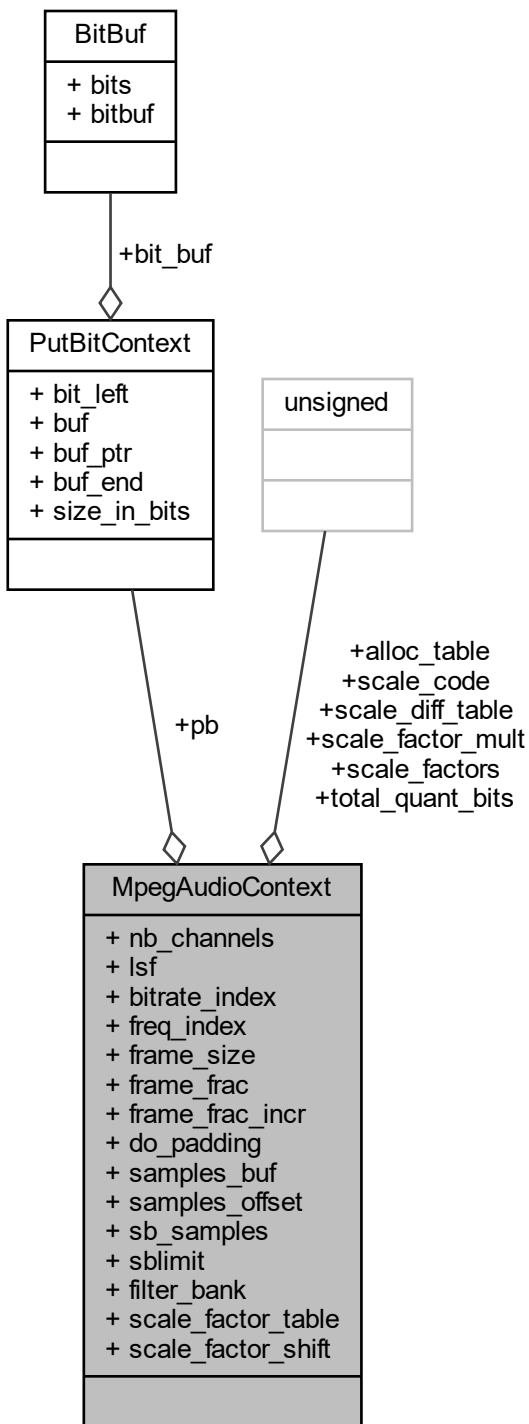 BitBuf
+ bits
+ bitbuf
+bit_buf
PutBitContext
+ bit_left
+ buf
+ buf_ptr
+ buf_end
+ size_in_bits
unsigned
+alloc_table
+scale_code
+scale_diff_table
+scale_factor_mult
+scale_factors
+total_quant_bits
+pb
MpegAudioContext
+ nb_channels
+ lsf
+ bitrate_index
+ freq_index
+ frame_size
+ frame_frac
+ frame_frac_incr
+ do_padding
+ samples_buf
+ samples_offset
+ sb_samples
+ sblimit
+ filter_bank
+ scale_factor_table
+ scale_factor_shift